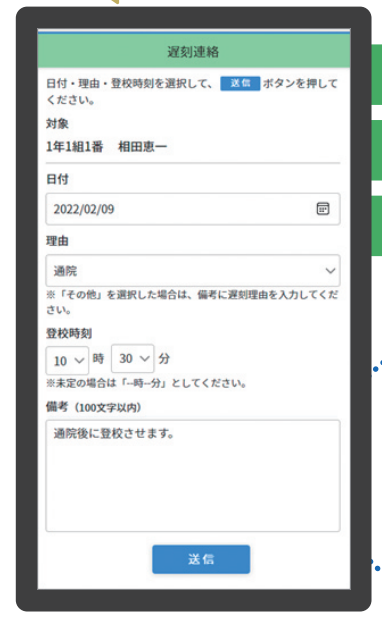 遅刻連絡
日付・理由・登校時刻を選択して、 送信 ボタンを押して
ください。
対象
1年1組1番　相田恵一
日付
2022/02/09
理由
通院
※「その他」を選択した場合は、備考に遅刻理由を入力してくだ
さい。
登校時刻
10 時 30 分
※未定の場合は「--時--分」としてください。
備考（100文字以内）
通院後に登校させます。
送信